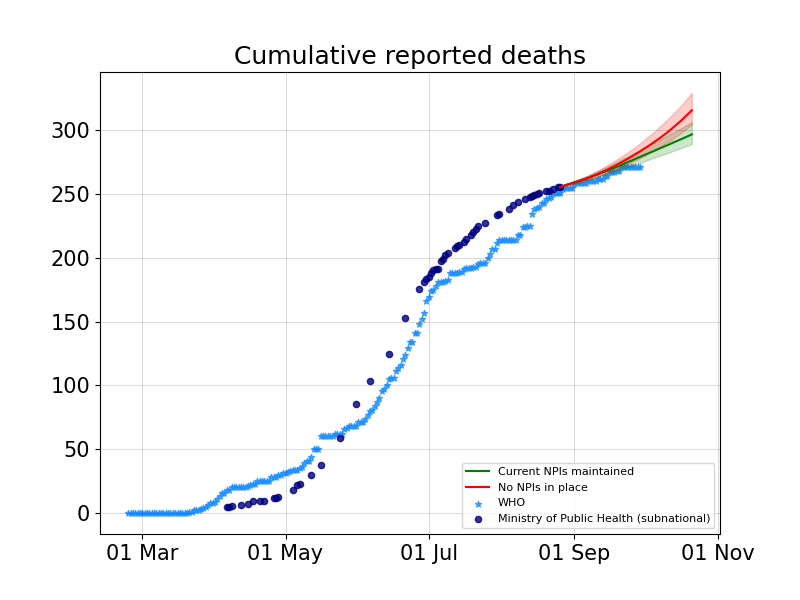 Cumulative reported deaths
300
250
200
150
100
50
0
01 Mar
01 May
01 Jul
01 Sep
01 Nov
Current NPIs maintained
No NPIs in place
WHO
Ministry of Public Health (subnational)